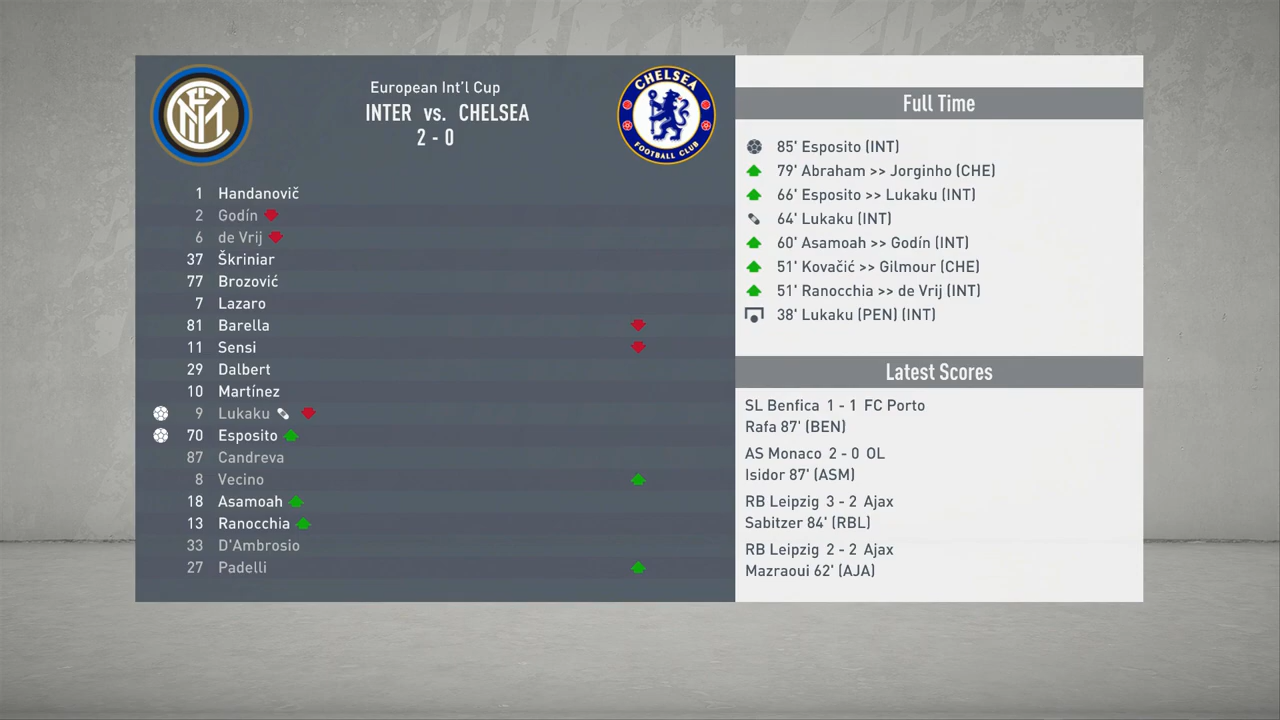 European Int'l Cup
INTER vs. CHELSEA
2 - 0
CHELSEA
FOOTBALL CLUB
1 Handanovič
2 Godín
6 de Vrij
37 Škriniar
77 Brozović
7 Lazaro
81 Barella
11 Sensi
29 Dalbert
10 Martínez
9 Lukaku
70 Esposito
87 Candreva
8 Vecino
18 Asamoah
13 Ranocchia
33 D'Ambrosio
27 Padelli
Full Time
85' Esposito (INT)
79' Abraham >> Jorginho (CHE)
66' Esposito >> Lukaku (INT)
64' Lukaku (INT)
60' Asamoah >> Godín (INT)
51' Kovačić >> Gilmour (CHE)
51' Ranocchia >> de Vrij (INT)
38' Lukaku (PEN) (INT)
Latest Scores
SL Benfica 1 - 1 FC Porto
Rafa 87' (BEN)
AS Monaco 2 - 0 OL
Isidor 87' (ASM)
RB Leipzig 3 - 2 Ajax
Sabitzer 84' (RBL)
RB Leipzig 2 - 2 Ajax
Mazraoui 62' (AJA)